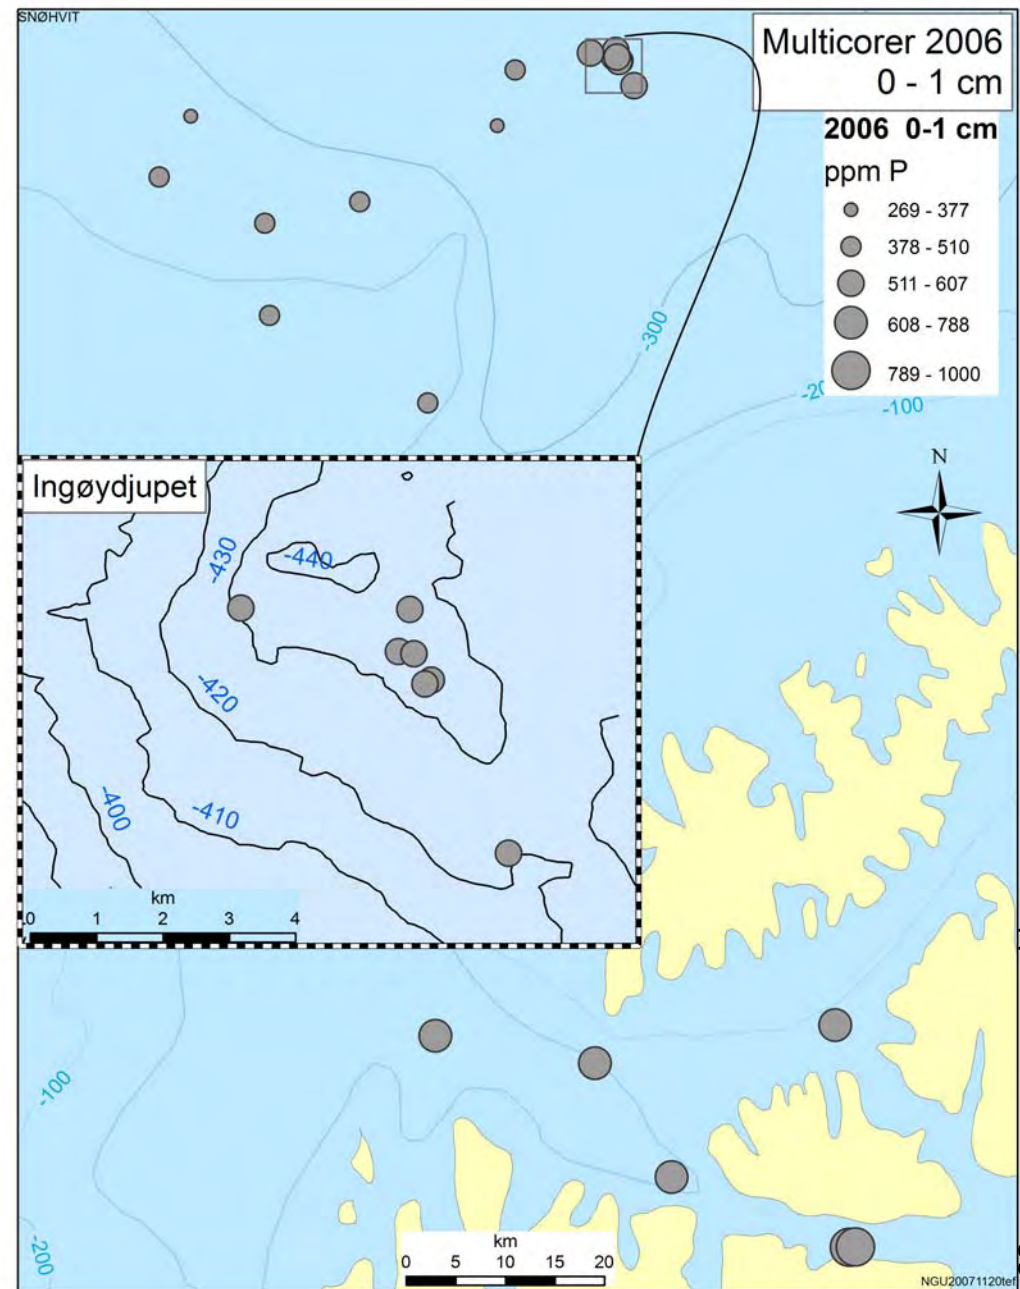 SNØHVIT
Multicorer 2006
0 - 1 cm
2006 0-1 cm
ppm P
269 - 377
378 - 510
511 - 607
608 - 788
789 - 1000
-300
-100
N
Ingøydjupet
-430
-440
-420
-410
-400
km
0 1 2 3 4
-100
-200
km
0 5 10 15 20
NGU20071120tef